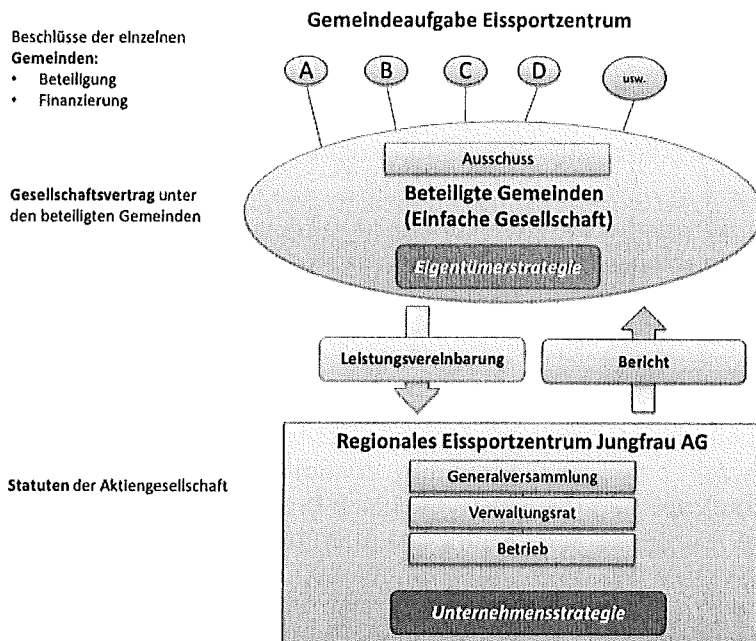 Gemeindeaufgabe Eissportzentrum
Beschlüsse der einzelnen
Gemeinden:
• Beteiligung
• Finanzierung
A
B
C
D
usw.
Ausschuss
Gesellschaftsvertrag unter
den beteiligten Gemeinden
Beteiligte Gemeinden
(Einfache Gesellschaft)
Eigentümerstrategie
Leistungsvereinbarung
Bericht
Regionales Eissportzentrum Jungfrau AG
Statuten der Aktiengesellschaft
Generalversammlung
Verwaltungsrat
Betrieb
Unternehmensstrategie